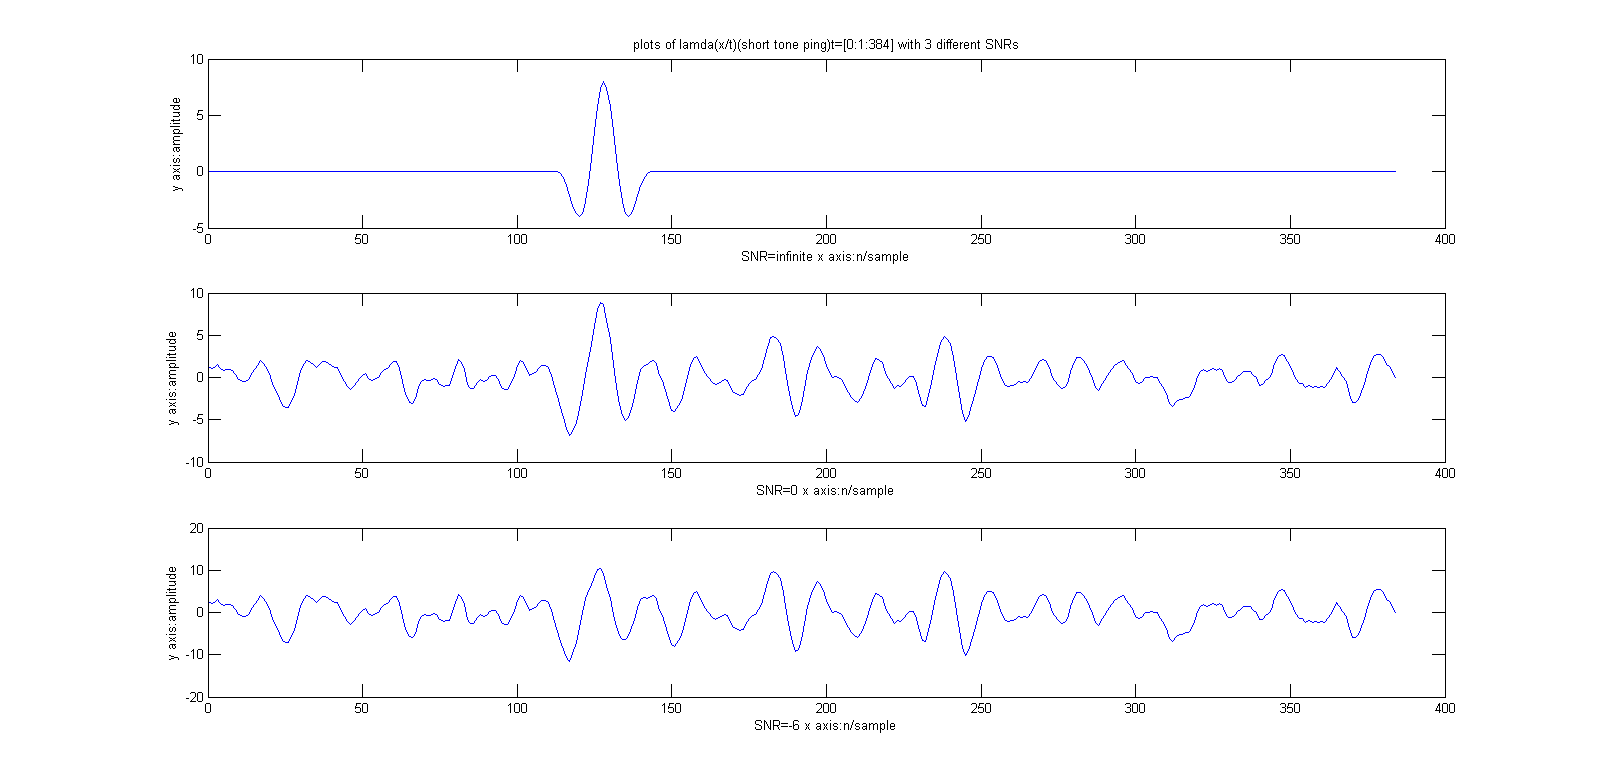 plots of lamda(x/t)(short tone ping)t=[0:1:384] with 3 different SNRs
10
5
0
-5
y axis:amplitude
0 50 100 150 200 250 300 350 400
SNR=infinite x axis:n/sample
10
5
0
-5
-10
y axis:amplitude
0 50 100 150 200 250 300 350 400
SNR=0 x axis:n/sample
20
10
0
-10
-20
y axis:amplitude
0 50 100 150 200 250 300 350 400
SNR=-6 x axis:n/sample